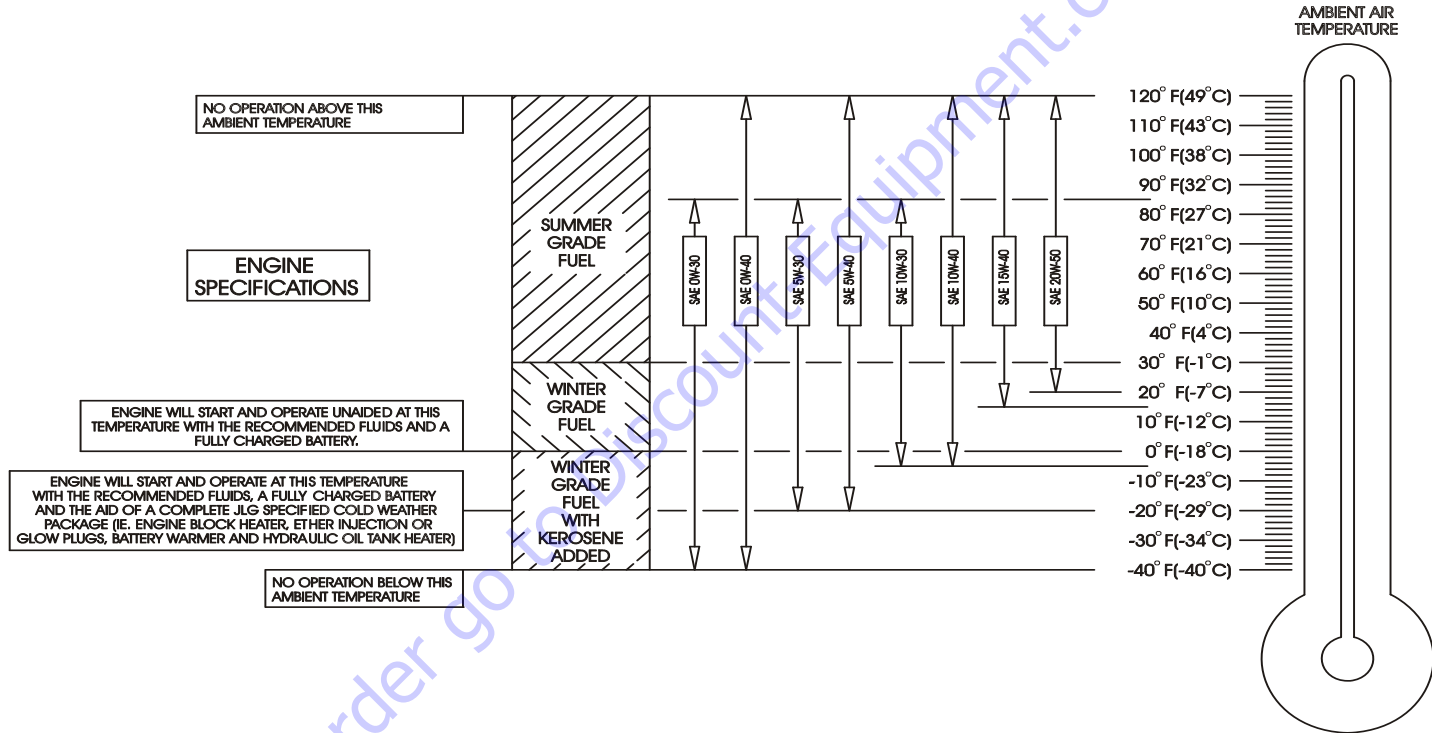 AMBIENT AIR
TEMPERATURE
NO OPERATION ABOVE THIS
AMBIENT TEMPERATURE
ENGINE
SPECIFICATIONS
ENGINE WILL START AND OPERATE UNAIDED AT THIS
TEMPERATURE WITH THE RECOMMENDED FLUIDS AND A
FULLY CHARGED BATTERY.
ENGINE WILL START AND OPERATE AT THIS TEMPERATURE
WITH THE RECOMMENDED FLUIDS, A FULLY CHARGED BATTERY
AND THE AID OF A COMPLETE JLG SPECIFIED COLD WEATHER
PACKAGE (IE. ENGINE BLOCK HEATER, ETHER INJECTION OR
GLOW PLUGS, BATTERY WARMER AND HYDRAULIC OIL TANK HEATER)
NO OPERATION BELOW THIS
AMBIENT TEMPERATURE
SUMMER
GRADE
FUEL
WINTER
GRADE
FUEL
WINTER
GRADE
FUEL
WITH
KEROSENE
ADDED
SAE 0W-30
SAE 0W-40
SAE 5W-30
SAE 5W-40
SAE 10W-30
SAE 10W-40
SAE 15W-40
SAE 20W-50
120° F(49°C)
110° F(43°C)
100° F(38°C)
90° F(32°C)
80° F(27°C)
70° F(21°C)
60° F(16°C)
50° F(10°C)
40° F(4°C)
30° F(-1°C)
20° F(-7°C)
10° F(-12°C)
0° F(-18°C)
-10° F(-23°C)
-20° F(-29°C)
-30° F(-34°C)
-40° F(-40°C)
rder go to Discount-Equipment.c